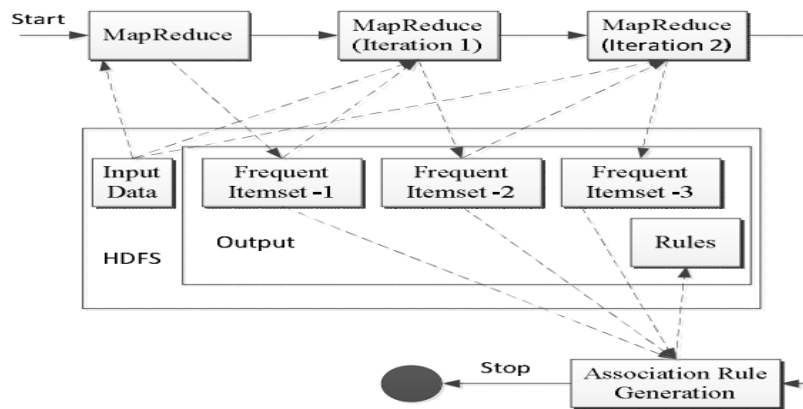 Start
MapReduce
MapReduce
(Iteration 1)
MapReduce
(Iteration 2)
Input
Data
Frequent
Itemset -1
Frequent
Itemset -2
Frequent
Itemset -3
Output
Rules
HDFS
Stop
Association Rule
Generation